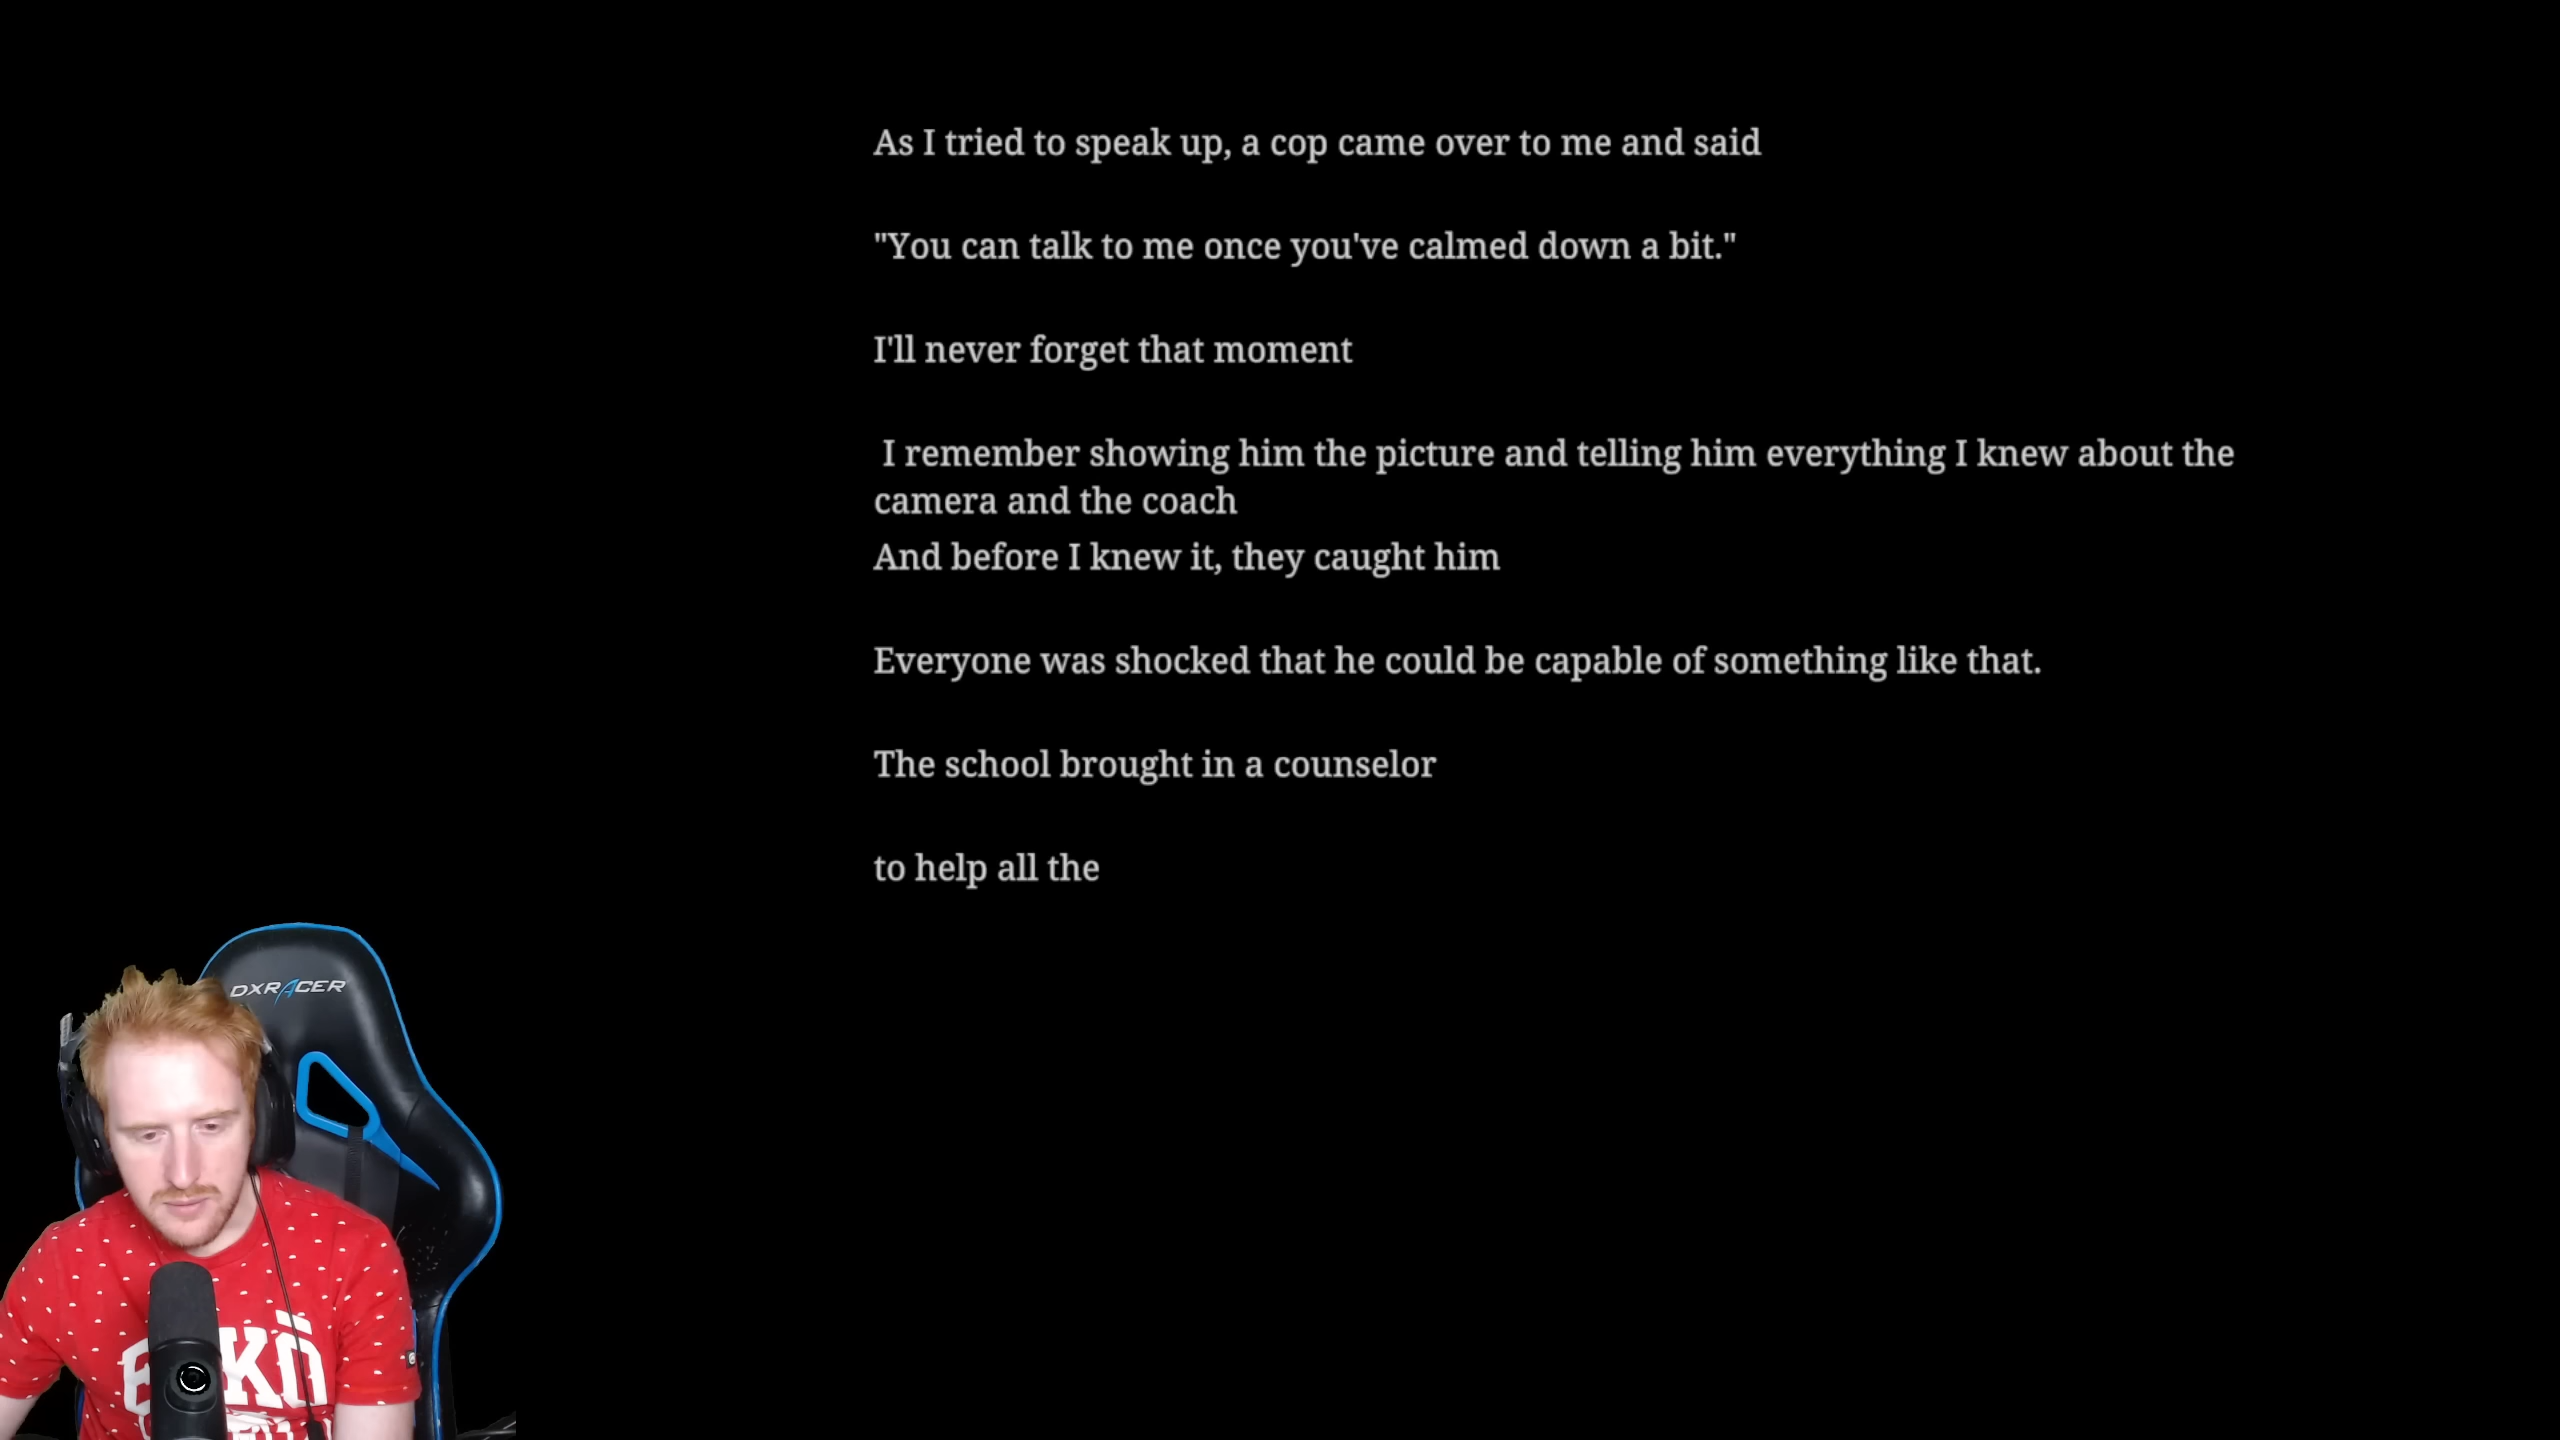 As I tried to speak up, a cop came over to me and said
"You can talk to me once you've calmed down a bit."
I'll never forget that moment
I remember showing him the picture and telling him everything I knew about the
camera and the coach
And before I knew it, they caught him
Everyone was shocked that he could be capable of something like that.
The school brought in a counselor
to help all the
DXRACER